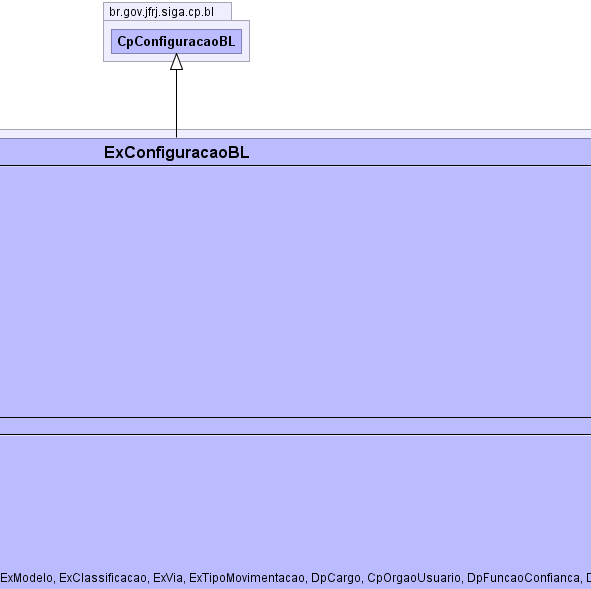 br.gov.jfrj.siga.cp.bl
CpConfiguracaoBL
ExConfiguracaoBL
ExModelo, ExClassificacao, ExVia, ExTipoMovimentacao, DpCargo, CpOrgaoUsuario, DpFuncaoConfianca,